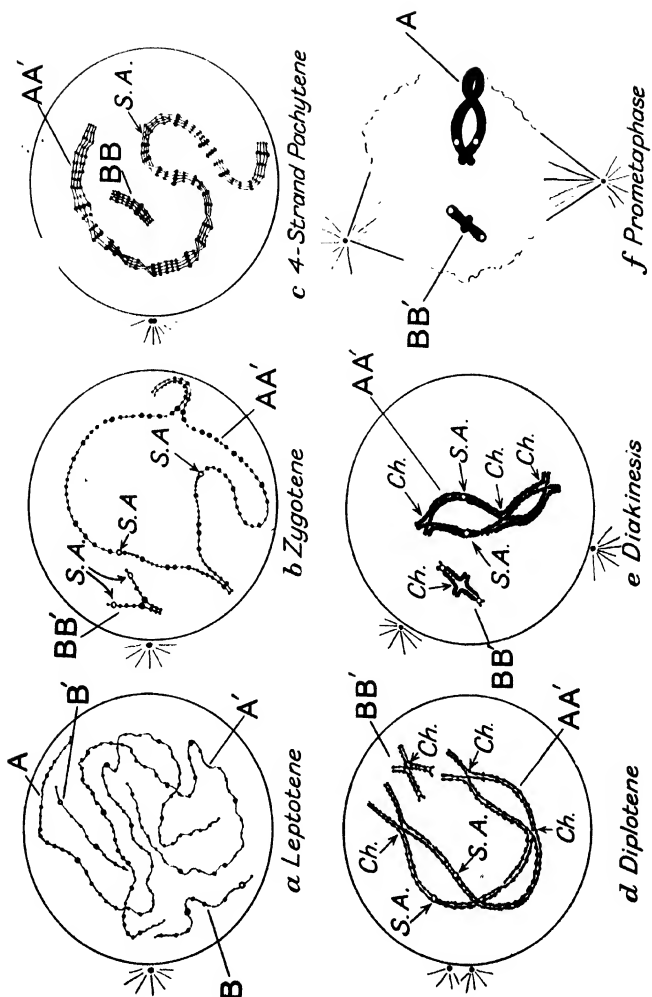 A
B'
A'
B
a Leptotene
BB'
S.A.
S.A
S.A
AA'
b Zygotene
AA'
S.A.
BB
c 4-Strand Pachytene
BB'
Ch.
Ch.
Ch.
S.A.
S.A.
Ch.
AA'
d Diplotene
AA'
Ch.
S.A.
Ch.
Ch.
Ch.
S.A.
BB
e Diakinesis
A
BB'
f Prometaphase